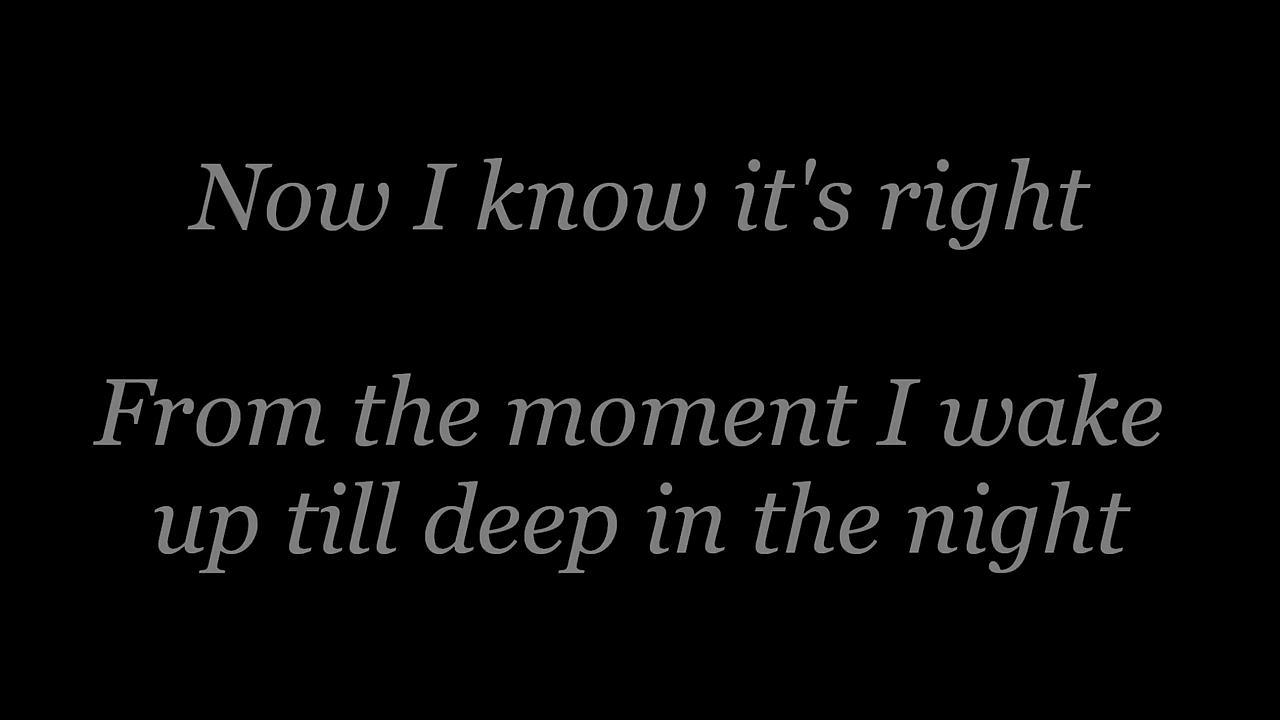 Now I know it's right
From the moment I wake
up till deep in the night